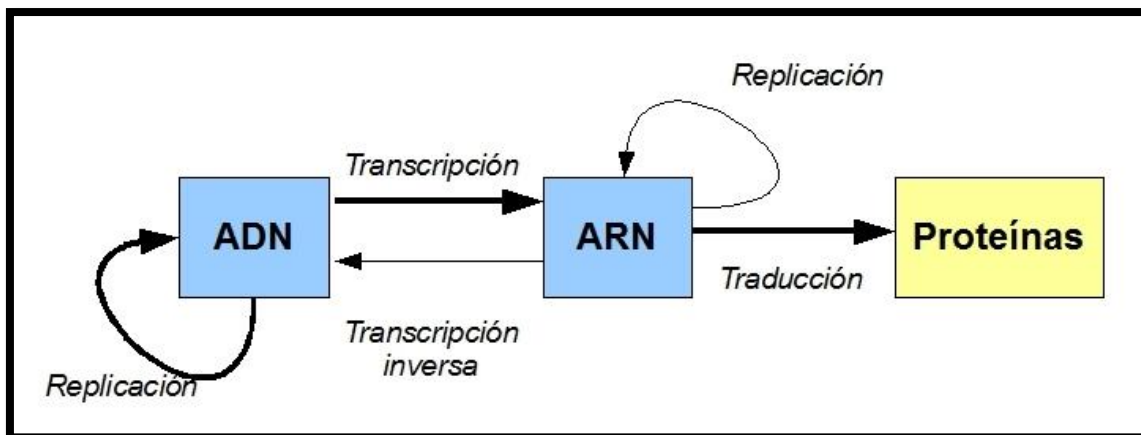 Replicación
Transcripción
ADN
ARN
Proteínas
Traducción
Transcripción
inversa
Replicación